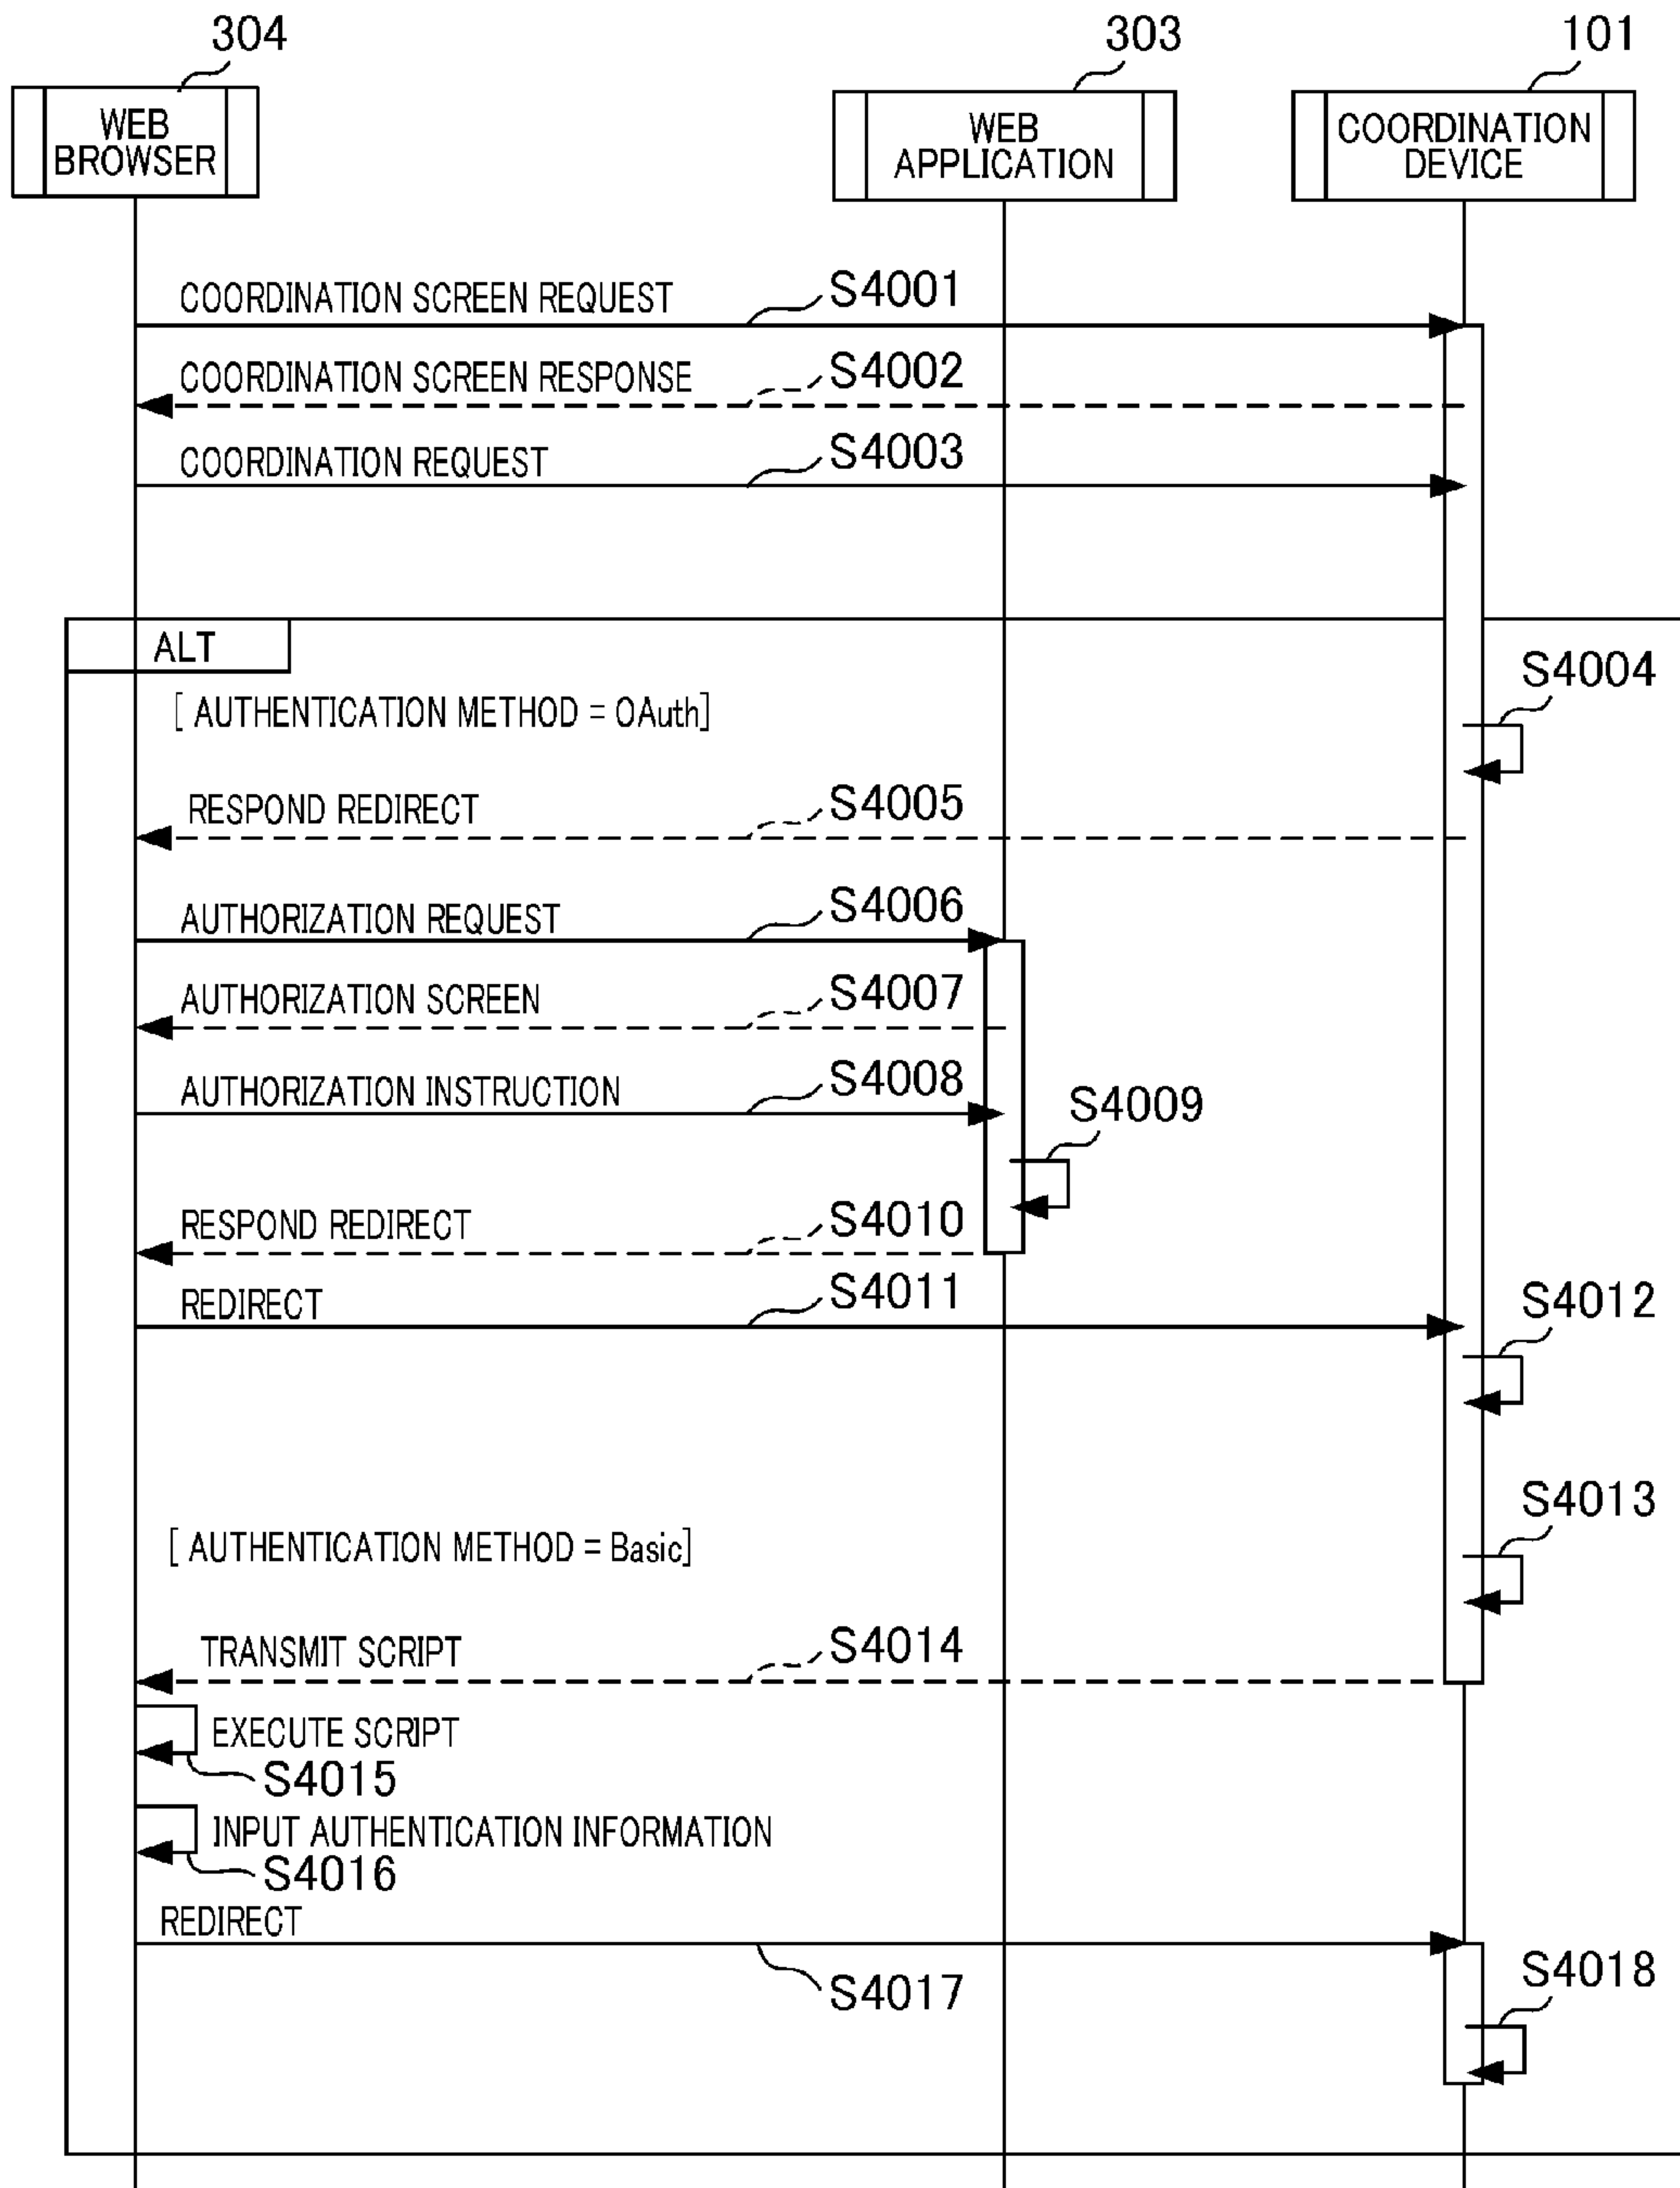 304
303
101
WEB
BROWSER
WEB
APPLICATION
COORDINATION
DEVICE
COORDINATION SCREEN REQUEST
S4001
COORDINATION SCREEN RESPONSE
S4002
COORDINATION REQUEST
S4003
ALT
S4004
[ AUTHENTICATION METHOD = OAuth]
RESPOND REDIRECT
S4005
AUTHORIZATION REQUEST
S4006
AUTHORIZATION SCREEN
S4007
AUTHORIZATION INSTRUCTION
S4008
S4009
RESPOND REDIRECT
S4010
REDIRECT
S4011
S4012
S4013
[ AUTHENTICATION METHOD = Basic]
TRANSMIT SCRIPT
S4014
EXECUTE SCRIPT
S4015
INPUT AUTHENTICATION INFORMATION
S4016
REDIRECT
S4017
S4018